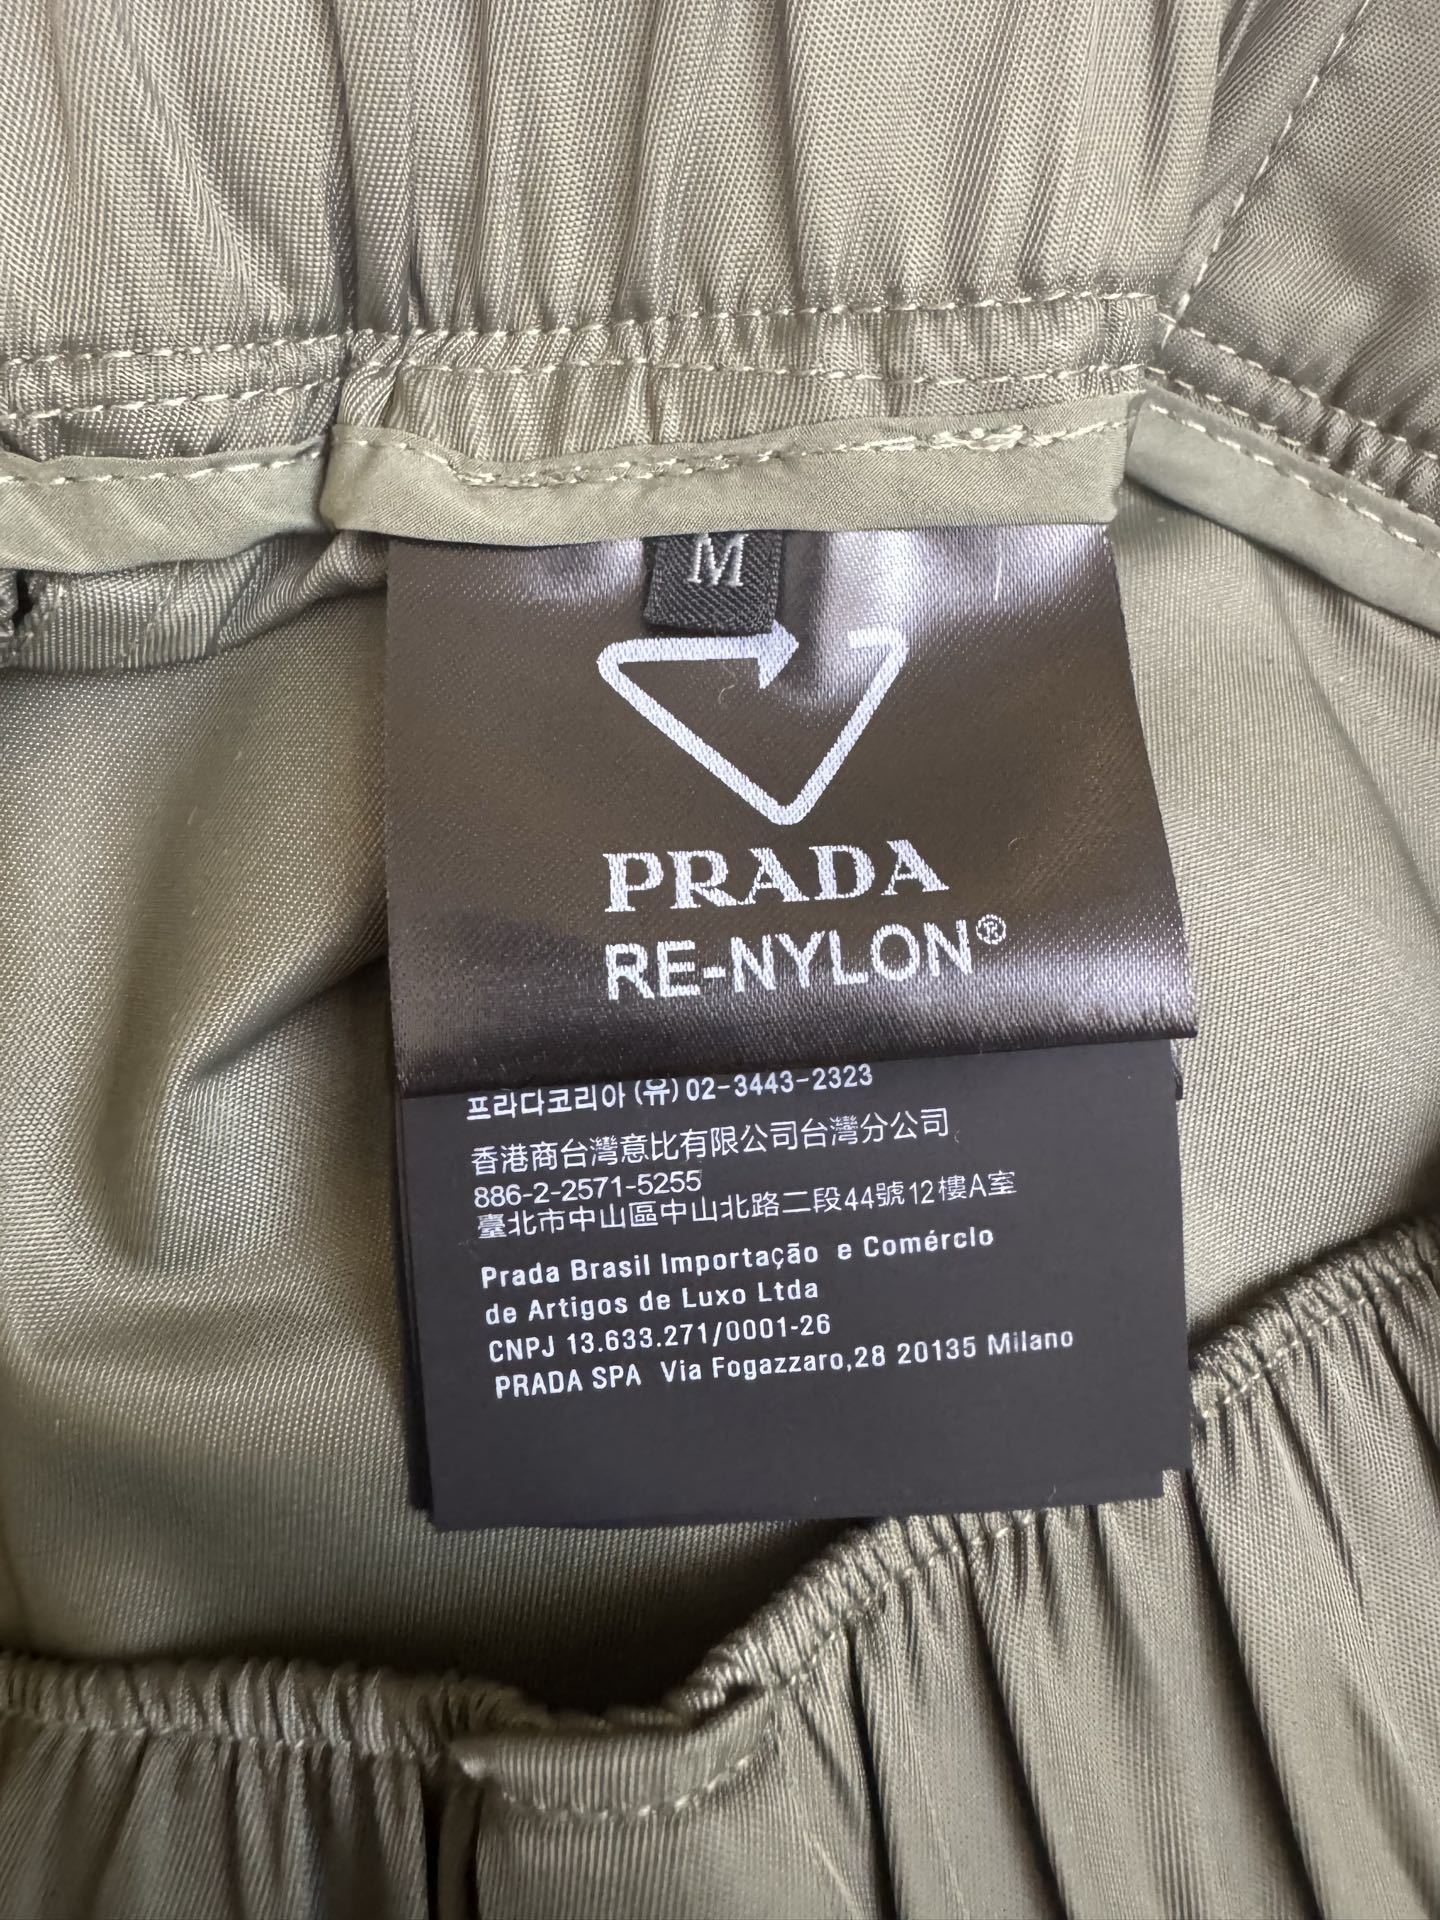 M
PRADA
RE-NYLON®
프라다코리아 (유) 02-3443-2323
香港商台灣意比有限公司台灣分公司
886-2-2571-5255
臺北市中山區中山北路二段44號12樓A室
Prada Brasil Importação e Comércio
de Artigos de Luxo Ltda
CNPJ 13.633.271/0001-26
PRADA SPA Via Fogazzaro,28 20135 Milano